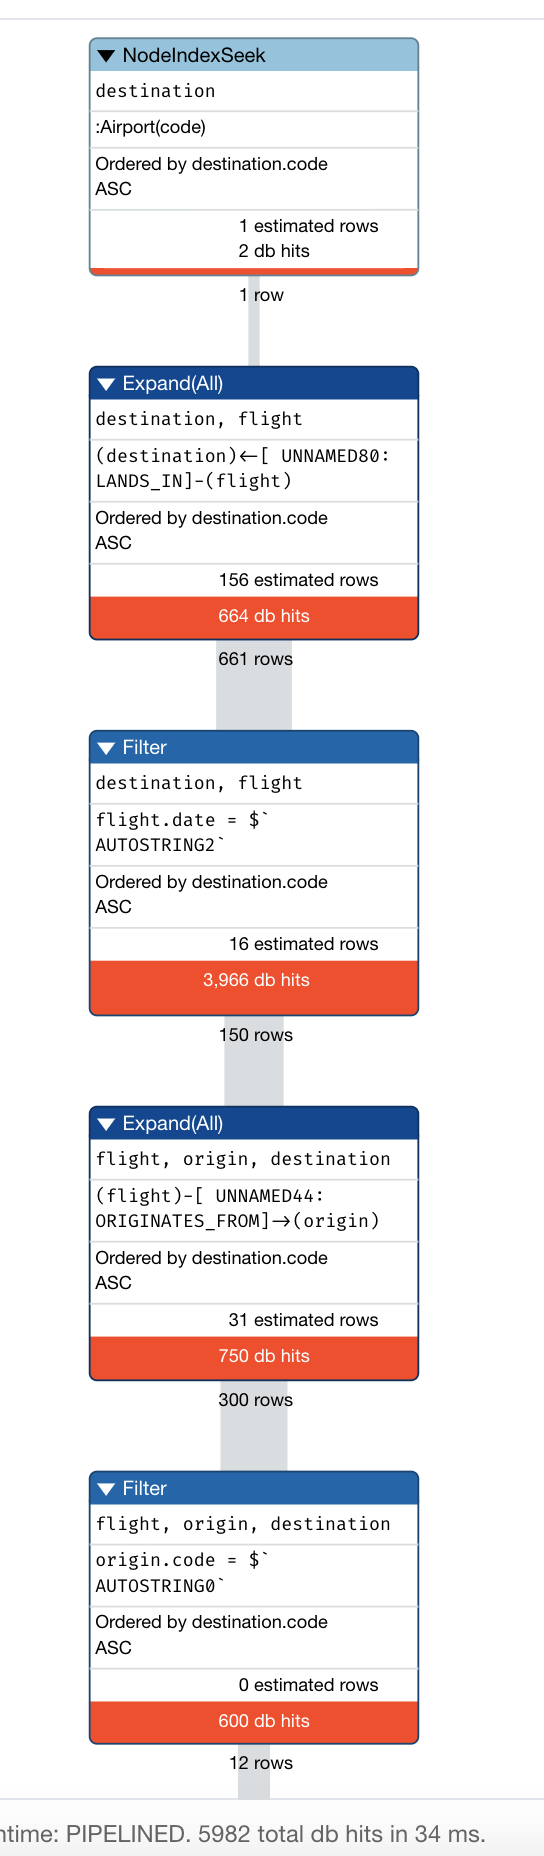 NodeIndexSeek
destination
:Airport(code)
Ordered by destination.code
ASC
1 estimated rows
2 db hits
1 row
Expand(All)
destination, flight
(destination)<-[ UNNAMED80:
LANDS_IN]-(flight)
Ordered by destination.code
ASC
156 estimated rows
664 db hits
661 rows
Filter
destination, flight
flight.date = $`
AUTOSTRING2`
Ordered by destination.code
ASC
16 estimated rows
3,966 db hits
150 rows
Expand(All)
flight, origin, destination
(flight)-[ UNNAMED44:
ORIGINATES_FROM]->(origin)
Ordered by destination.code
ASC
31 estimated rows
750 db hits
300 rows
Filter
flight, origin, destination
origin.code = $`
AUTOSTRING0`
Ordered by destination.code
ASC
0 estimated rows
600 db hits
12 rows
ntime: PIPELINED. 5982 total db hits in 34 ms.